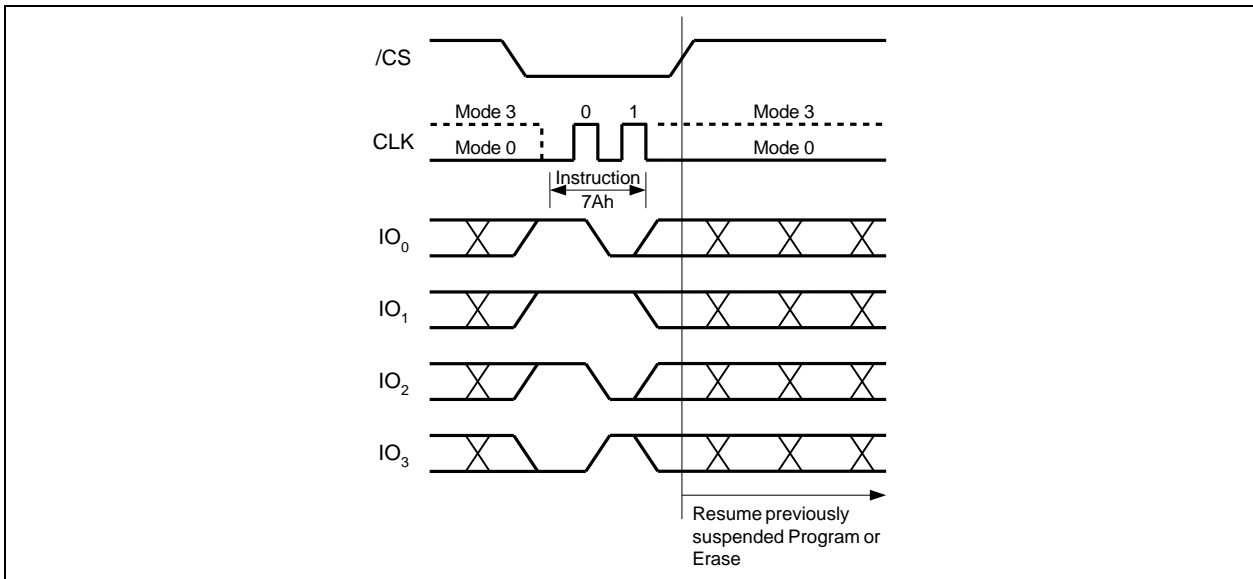 /CS
Mode 3 0 1 Mode 3
CLK
Mode 0 Mode 0
Instruction
7Ah
IO0
IO1
IO2
IO3
Resume previously
suspended Program or
Erase